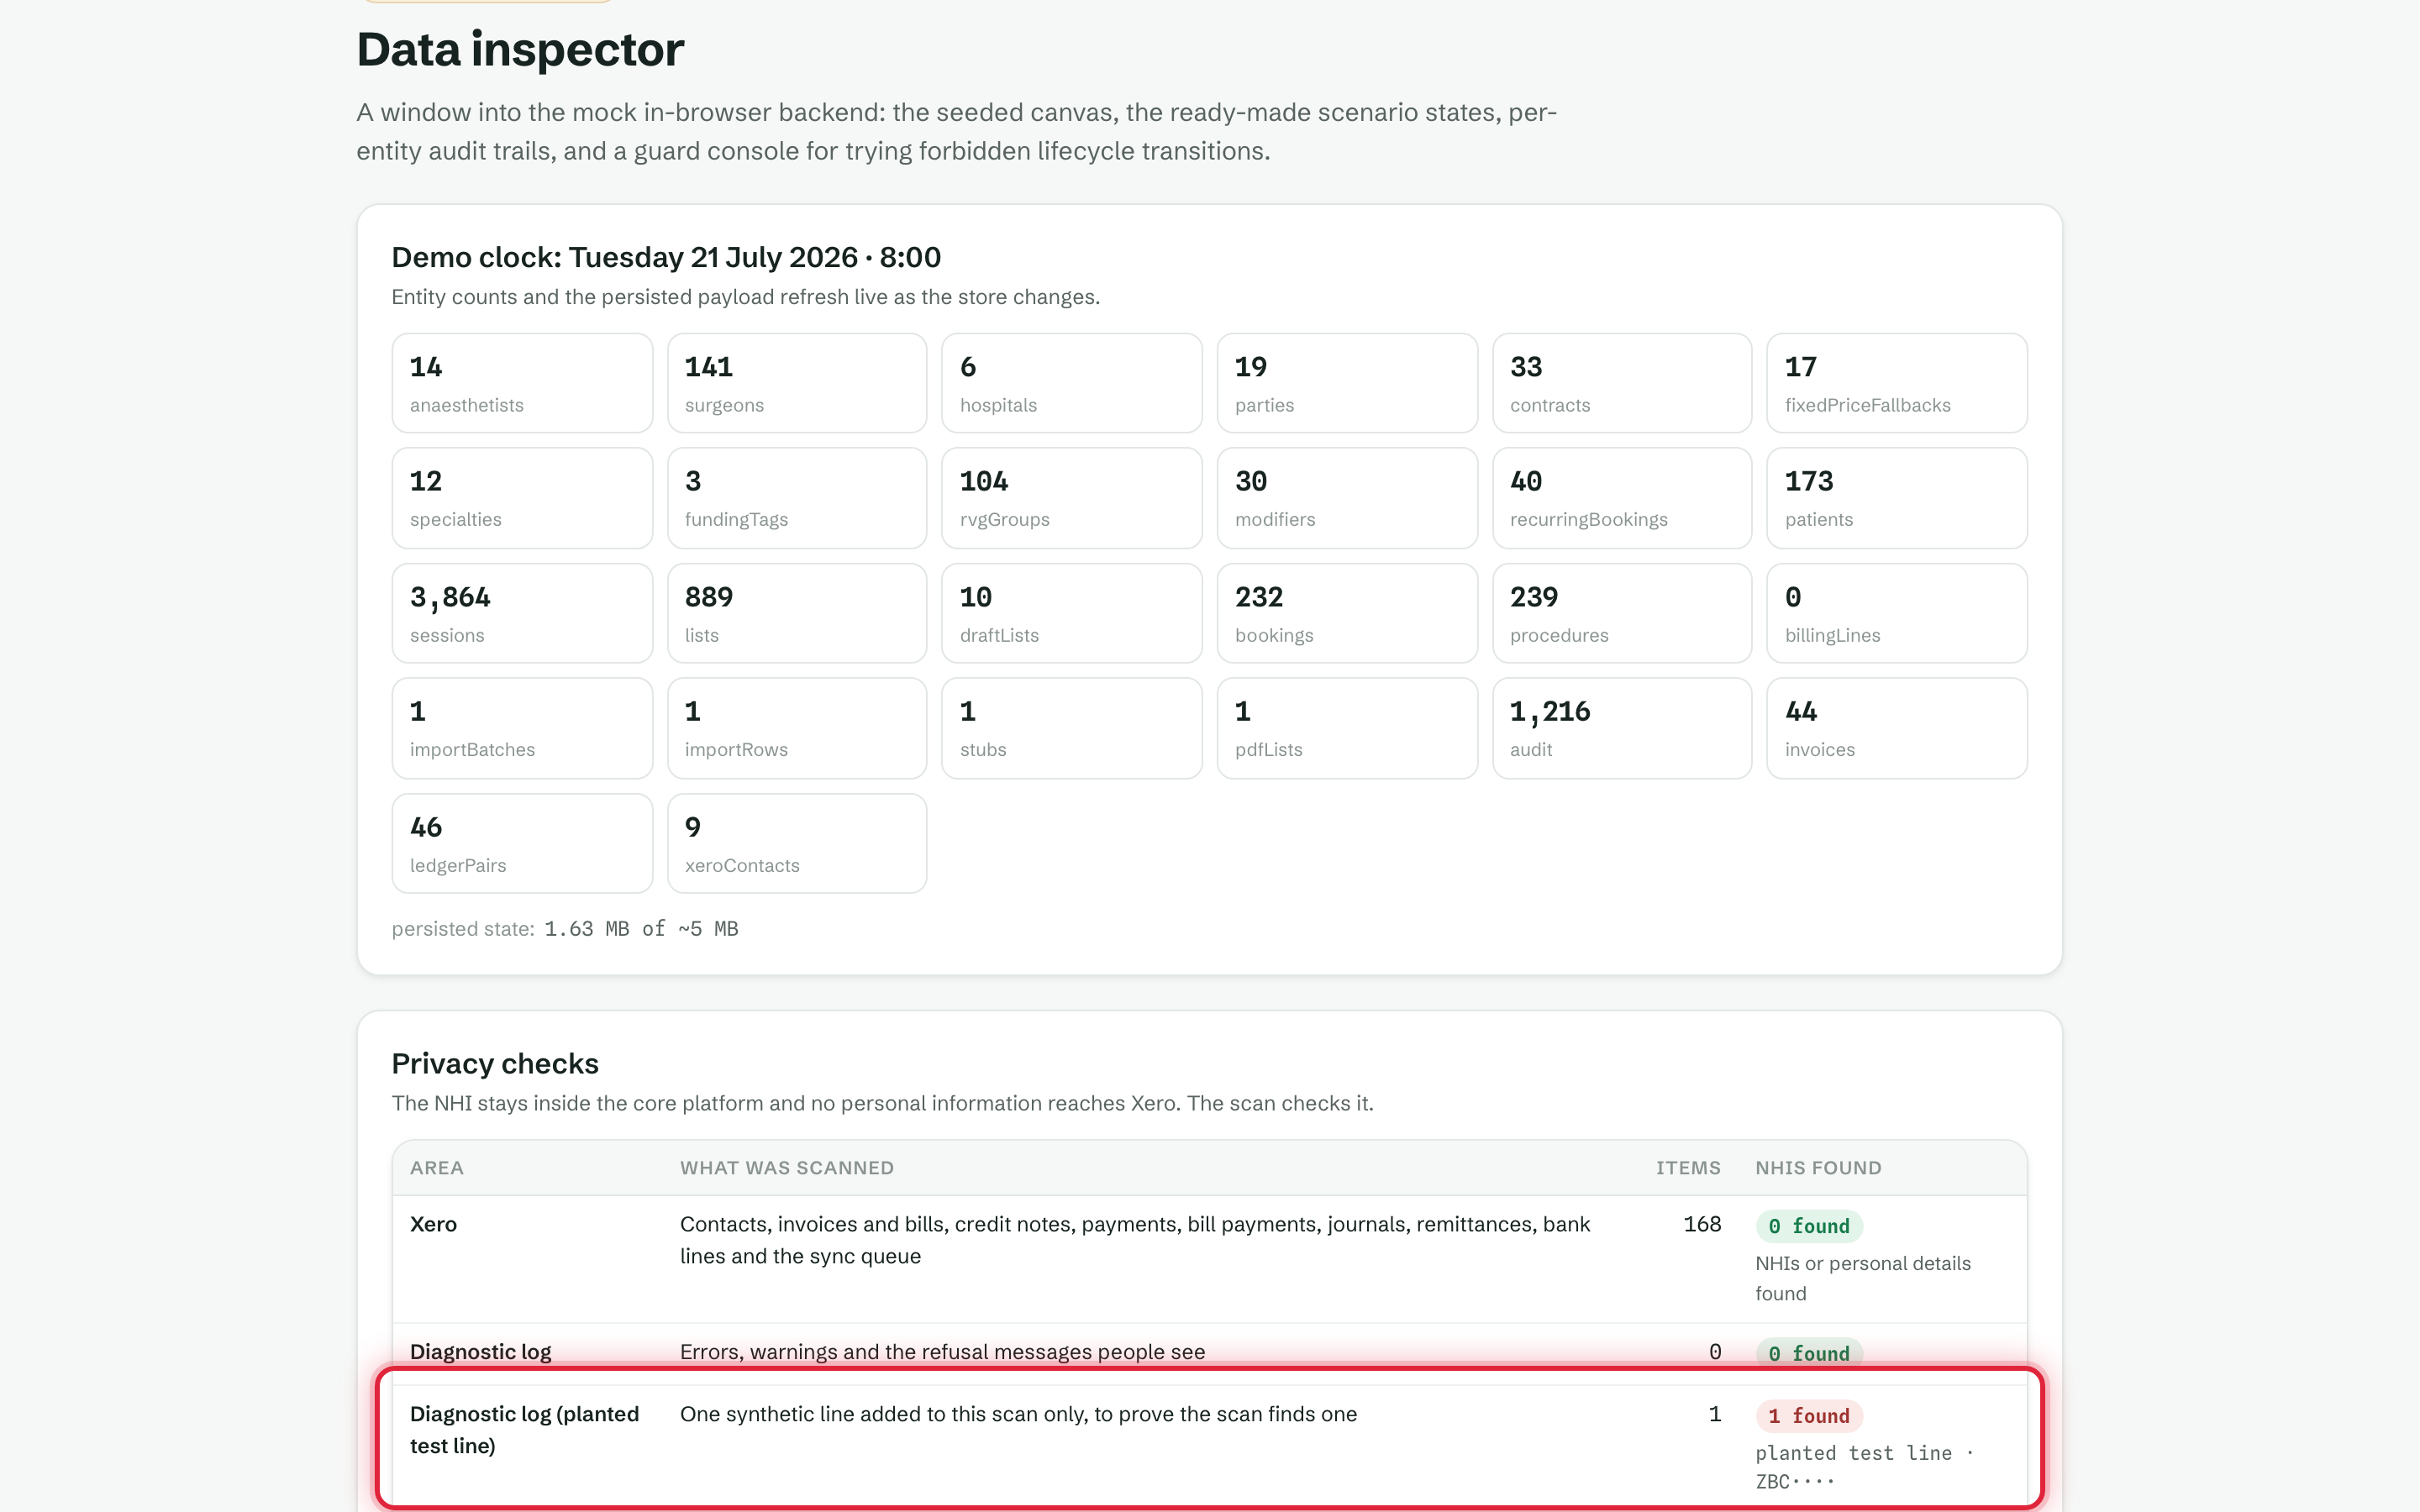 Data inspector
A window into the mock in-browser backend: the seeded canvas, the ready-made scenario states, per-
entity audit trails, and a guard console for trying forbidden lifecycle transitions.
Demo clock: Tuesday 21 July 2026 · 8:00
Entity counts and the persisted payload refresh live as the store changes.
14
anaesthetists
141
surgeons
6
hospitals
19
parties
33
contracts
17
fixedPriceFallbacks
12
specialties
3
fundingTags
104
rvgGroups
30
modifiers
40
recurringBookings
173
patients
3,864
sessions
889
lists
10
draftLists
232
bookings
239
procedures
0
billingLines
1
importBatches
1
importRows
1
stubs
1
pdfLists
1,216
audit
44
invoices
46
ledgerPairs
9
xeroContacts
persisted state: 1.63 MB of ~5 MB
Privacy checks
The NHI stays inside the core platform and no personal information reaches Xero. The scan checks it.
AREA WHAT WAS SCANNED ITEMS NHIS FOUND
Xero Contacts, invoices and bills, credit notes, payments, bill payments, journals, remittances, bank 168 0 found
lines and the sync queue NHIs or personal details
found
Diagnostic log Errors, warnings and the refusal messages people see 0 0 found
Diagnostic log (planted One synthetic line added to this scan only, to prove the scan finds one 1 1 found
test line) planted test line ·
ZBC····